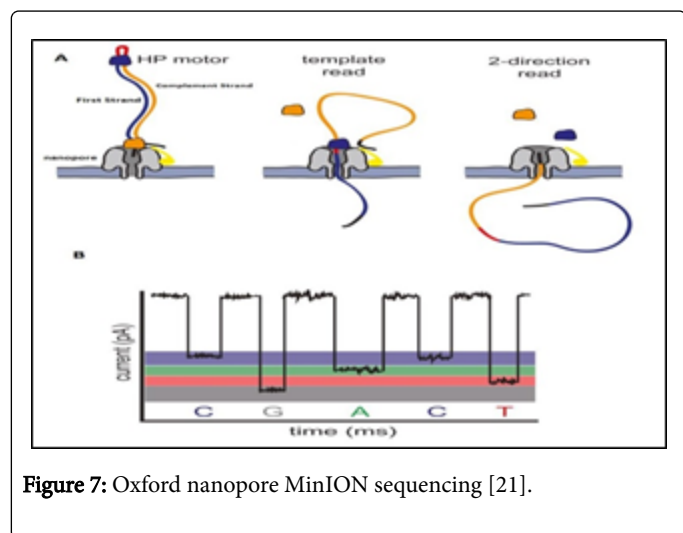 A
HP motor
template
read
2-direction
read
First Strand
Complement Strand
nanopore
B
current (pA)
C G A C T
time (ms)
Figure 7: Oxford nanopore MinION sequencing [21].